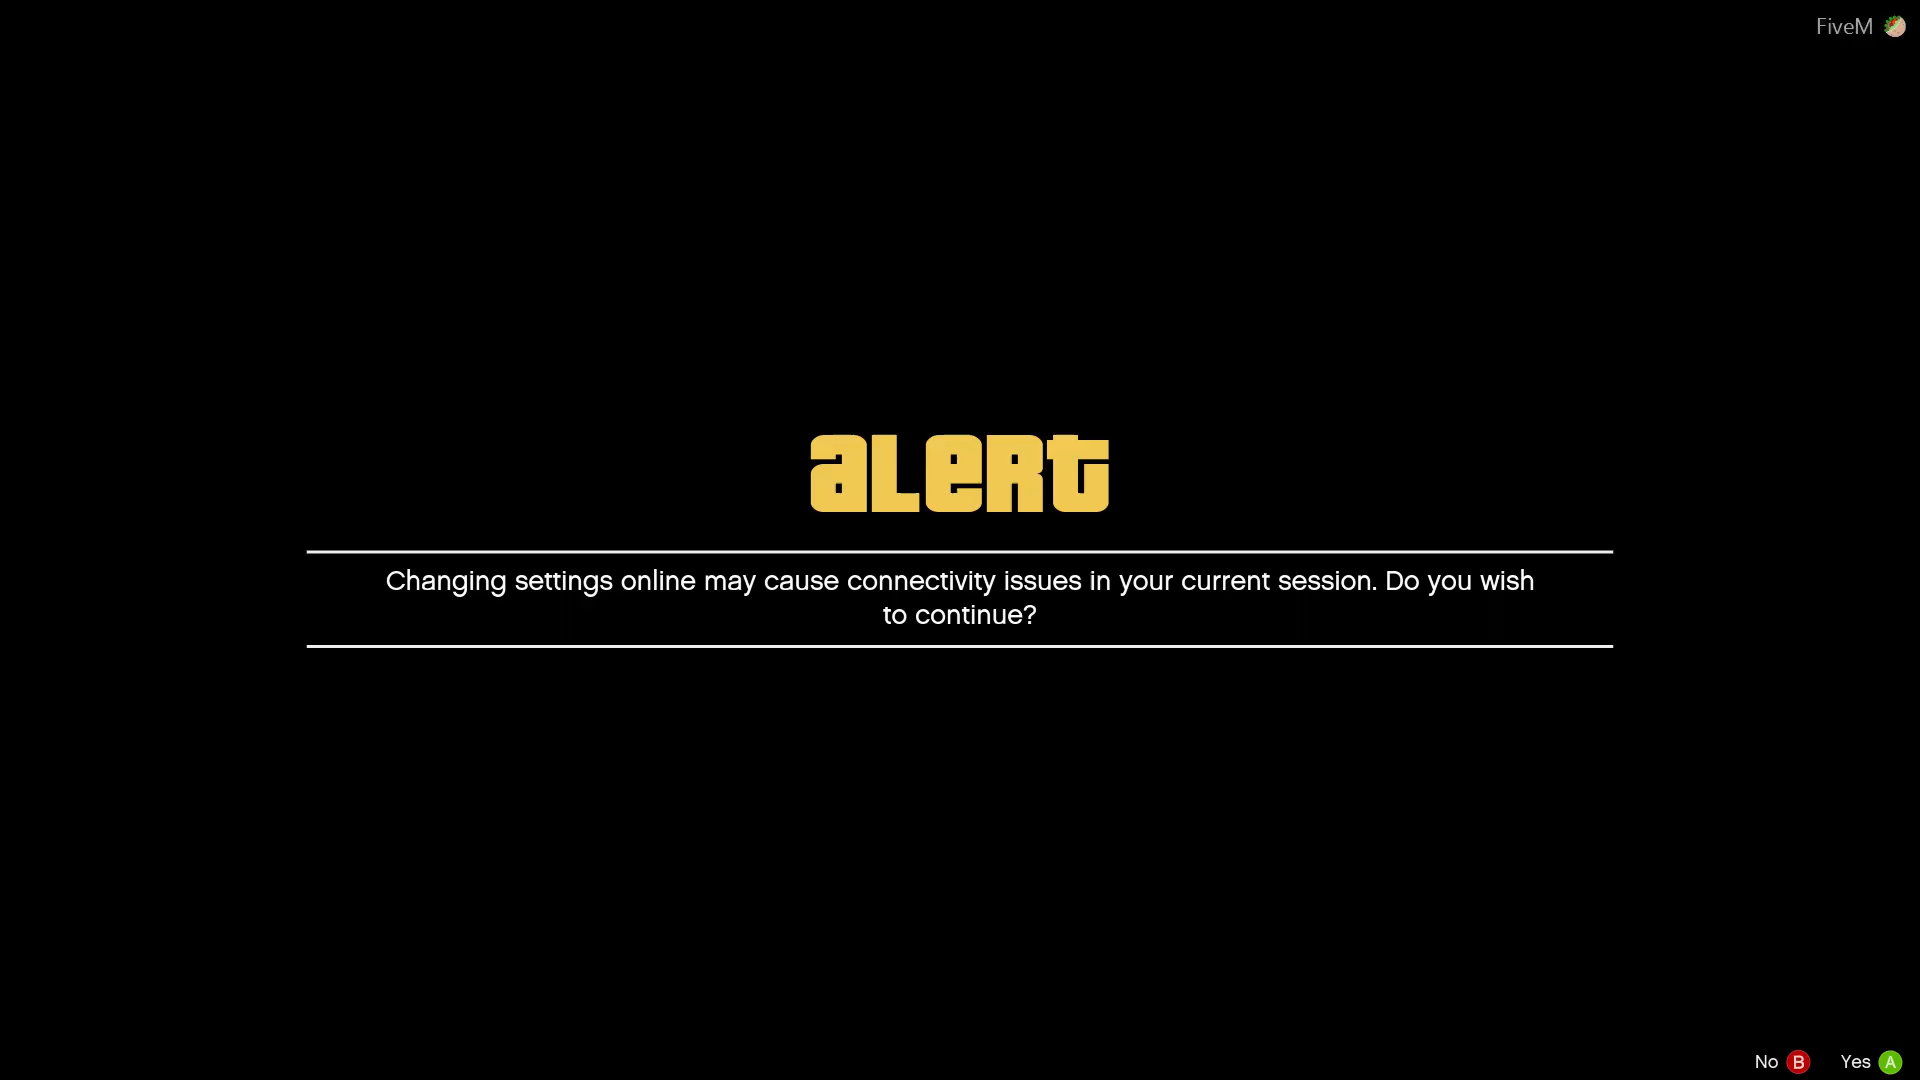 FiveM
aLeRt
Changing settings online may cause connectivity issues in your current session. Do you wish
to continue?
No B Yes A